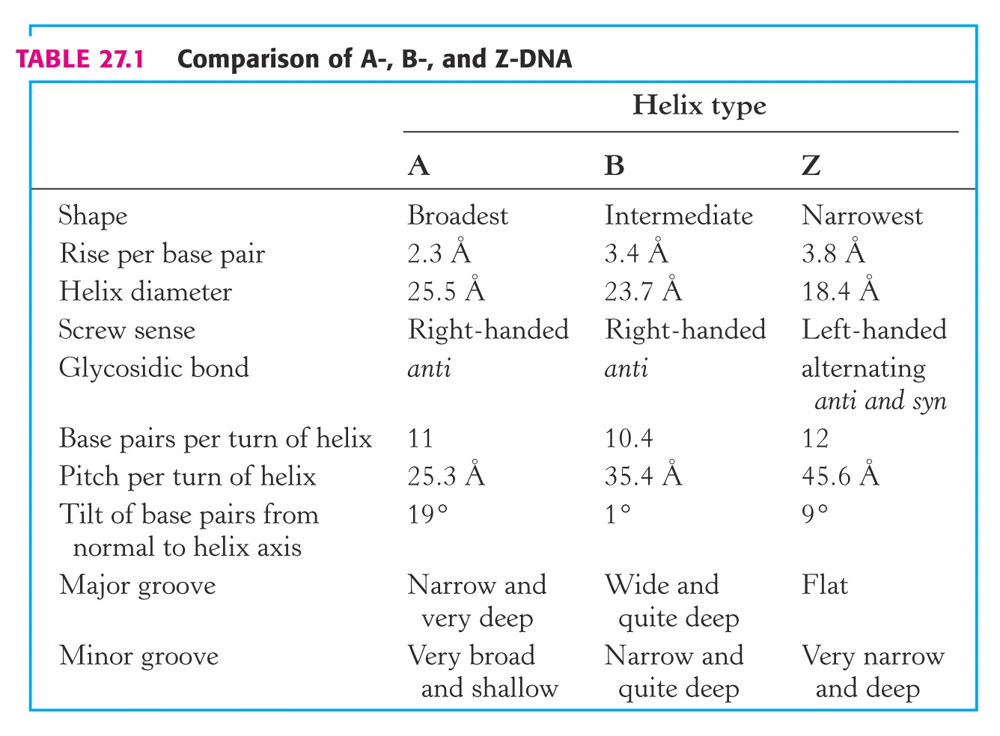 TABLE 27.1 Comparison of A-, B-, and Z-DNA
Helix type
A B Z
Shape Broadest Intermediate Narrowest
Rise per base pair 2.3 Å 3.4 Å 3.8 Å
Helix diameter 25.5 Å 23.7 Å 18.4 Å
Screw sense Right-handed Right-handed Left-handed
Glycosidic bond anti anti alternating
anti and syn
Base pairs per turn of helix 11 10.4 12
Pitch per turn of helix 25.3 Å 35.4 Å 45.6 Å
Tilt of base pairs from 19° 1° 9°
normal to helix axis
Major groove Narrow and Wide and Flat
very deep quite deep
Minor groove Very broad Narrow and Very narrow
and shallow quite deep and deep